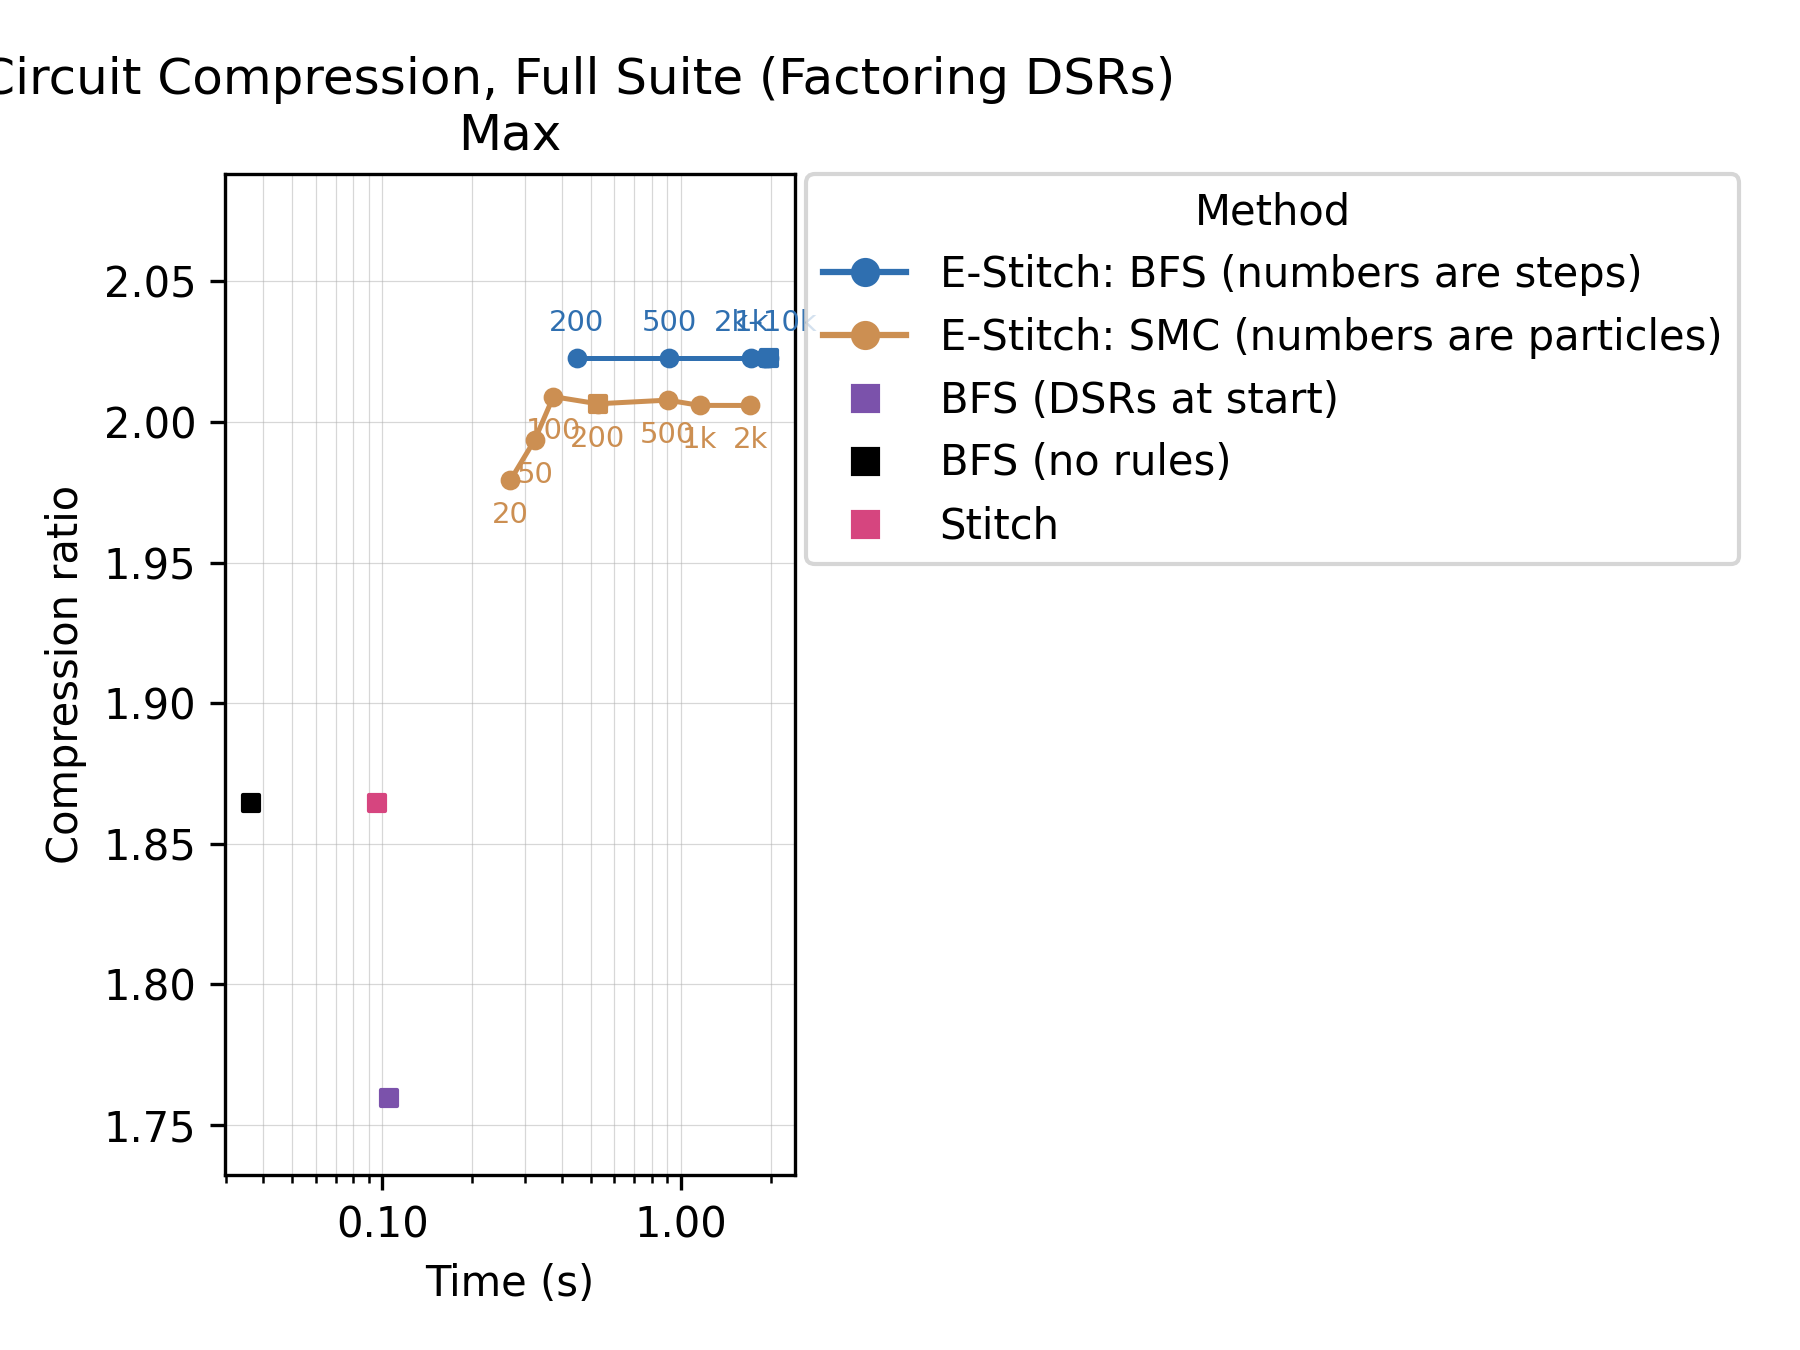 Circuit Compression, Full Suite (Factoring DSRs)
Max
Method
E-Stitch: BFS (numbers are steps)
E-Stitch: SMC (numbers are particles)
BFS (DSRs at start)
BFS (no rules)
Stitch
Compression ratio
2.05
2.00
1.95
1.90
1.85
1.80
1.75
200 500 2k 10k
100 200 500 1k 2k
50
20
0.10 1.00
Time (s)